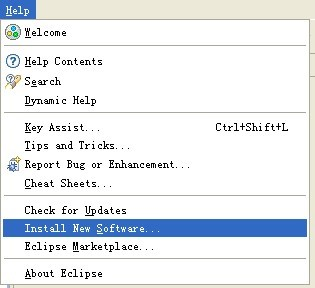 Help
Welcome
Help Contents
Search
Dynamic Help
Key Assist... Ctrl+Shift+L
Tips and Tricks...
Report Bug or Enhancement...
Cheat Sheets...
Check for Updates
Install New Software...
Eclipse Marketplace...
About Eclipse